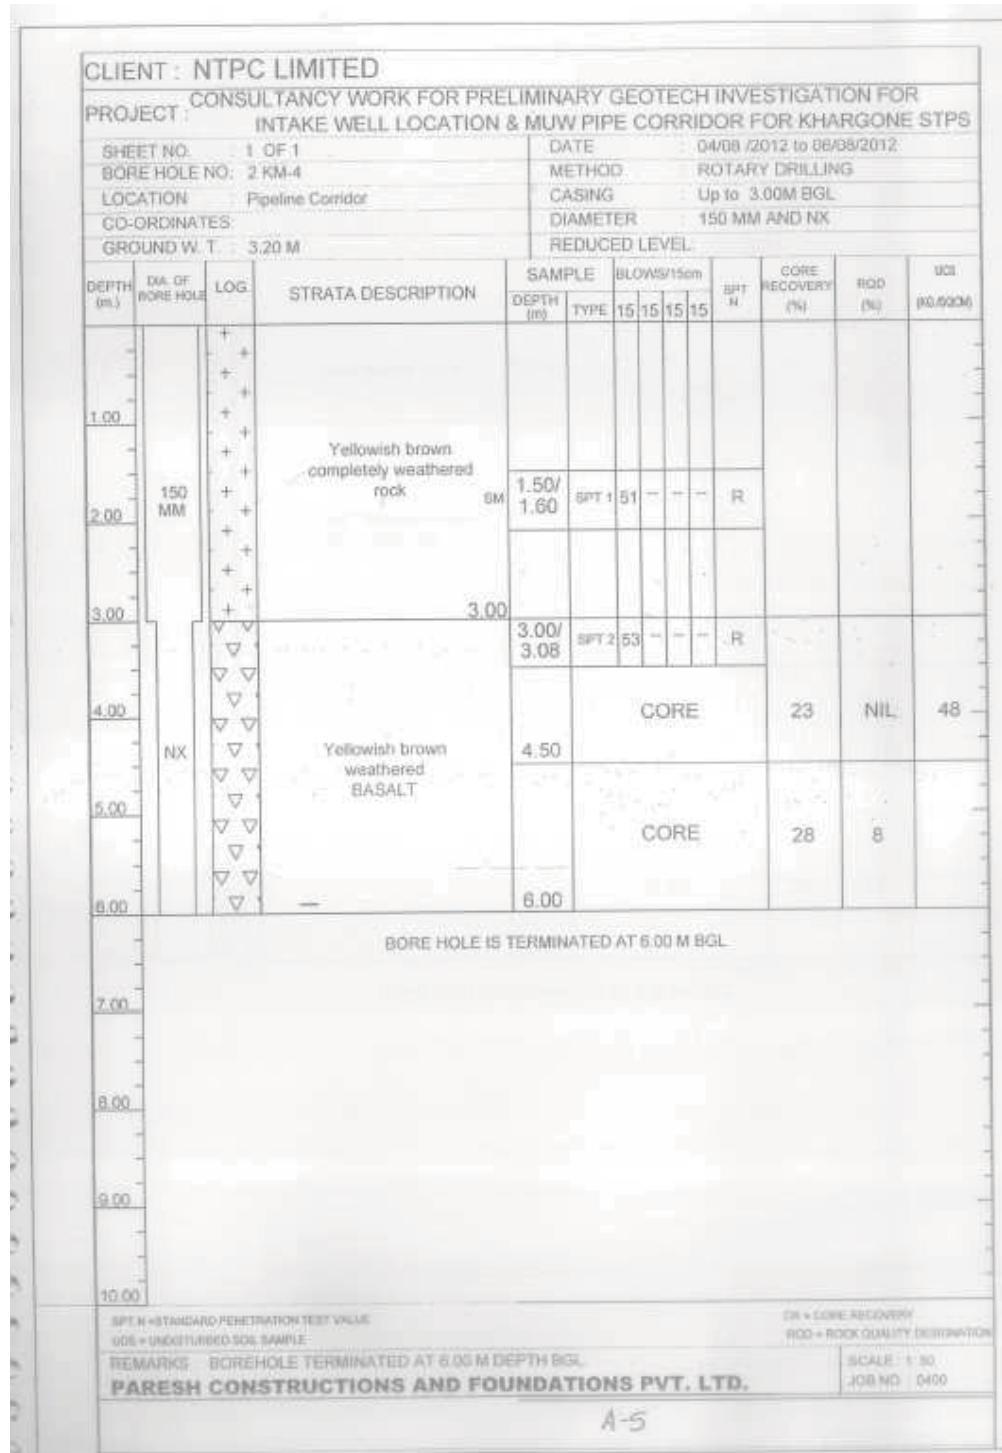 CLIENT : NTPC LIMITED
PROJECT : CONSULTANCY WORK FOR PRELIMINARY GEOTECH INVESTIGATION FOR
INTAKE WELL LOCATION & MUW PIPE CORRIDOR FOR KHARGONE STPS
SHEET NO. : 1 OF 1 DATE : 04/08 /2012 to 06/08/2012
BORE HOLE NO: 2 KM-4 METHOD : ROTARY DRILLING
LOCATION : Pipeline Corridor CASING : Up to 3.00M BGL
CO-ORDINATES: DIAMETER : 150 MM AND NX
GROUND W. T. : 3.20 M REDUCED LEVEL:
DEPTH (m.) DIA. OF BORE HOLE LOG STRATA DESCRIPTION SAMPLE BLOWS/15cm SPT N CORE RECOVERY (%) RQD (%) UCS (KG./SQCM)
DEPTH (m) TYPE 15 15 15 15
1.00
Yellowish brown
completely weathered
rock
SM
150 MM
1.50/ 1.60 SPT 1 51 -- -- -- R
2.00
3.00 3.00
3.00/ 3.08 SPT 2 53 -- -- -- R
4.00 CORE 23 NIL 48
NX
Yellowish brown
weathered
BASALT
4.50
5.00
CORE 28 8
6.00 6.00
BORE HOLE IS TERMINATED AT 6.00 M BGL
7.00
8.00
9.00
10.00
SPT N =STANDARD PENETRATION TEST VALUE CR = CORE RECOVERY
UDS = UNDISTURBED SOIL SAMPLE RQD = ROCK QUALITY DESIGNATION
REMARKS BOREHOLE TERMINATED AT 6.00 M DEPTH BGL. SCALE : 1:50
PARESH CONSTRUCTIONS AND FOUNDATIONS PVT. LTD. JOB NO : 0400
A-5